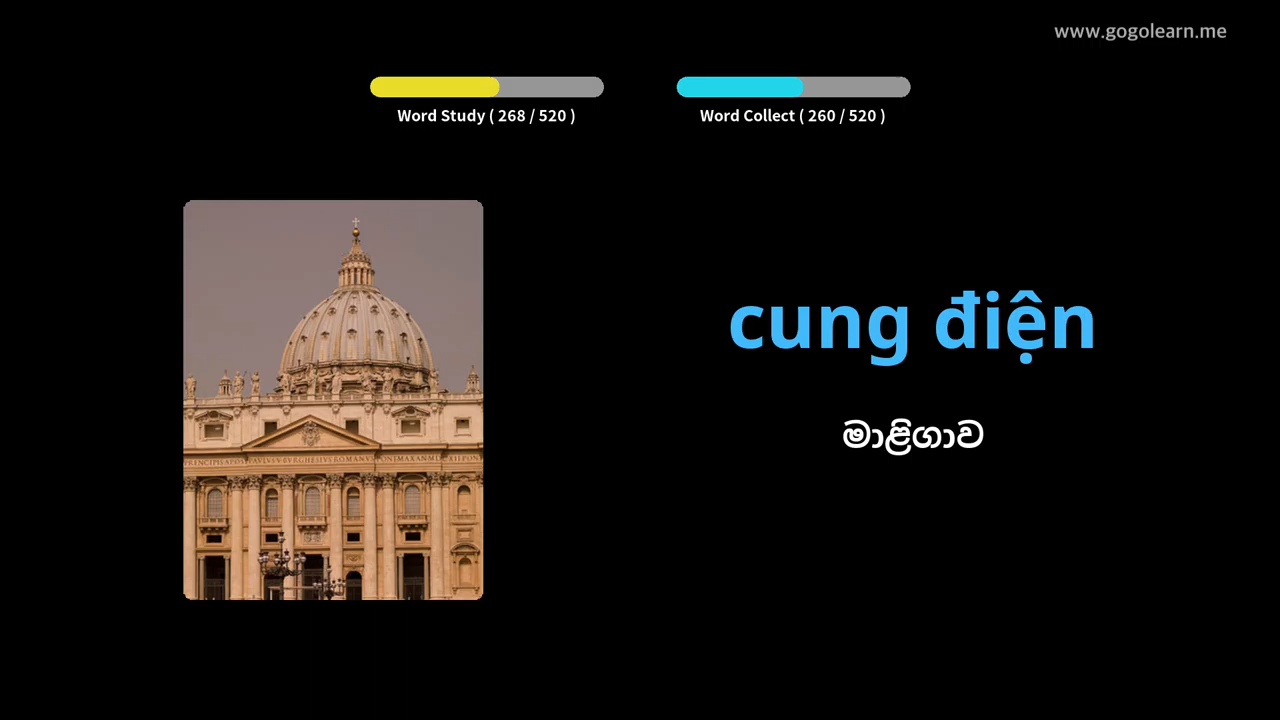 www.gogolearn.me
Word Study ( 268 / 520 )
Word Collect ( 260 / 520 )
cung điện
මාළිගාව